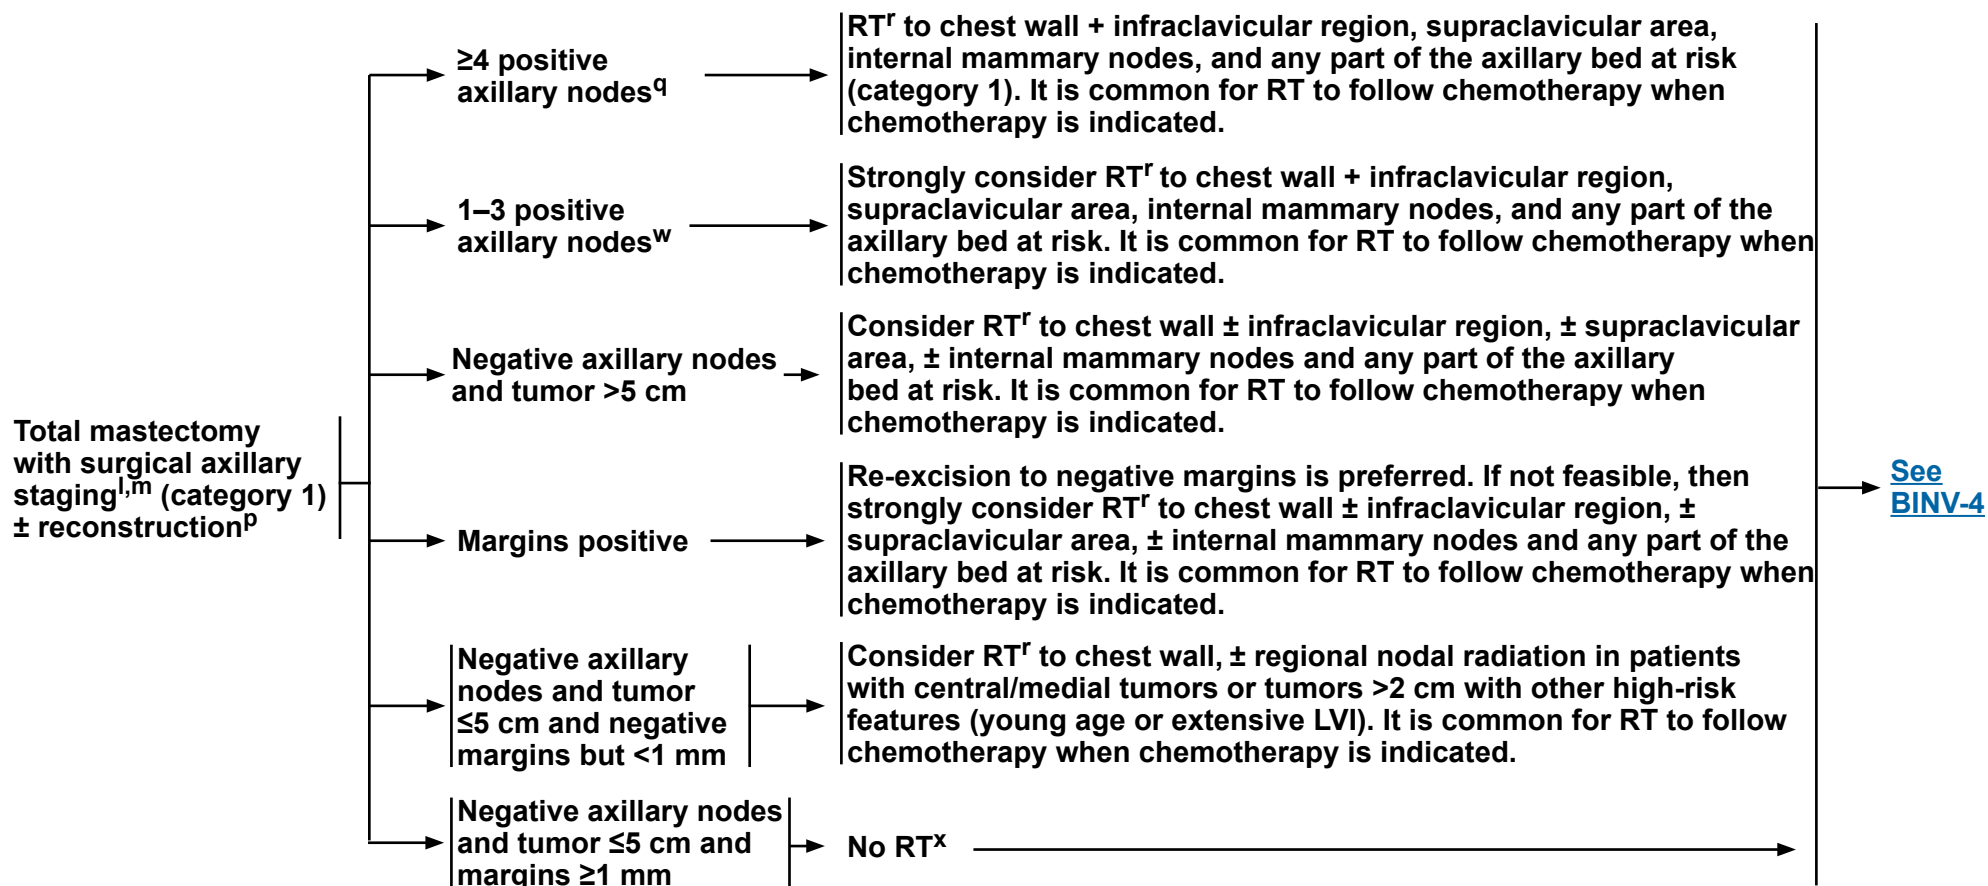 ≥4 positive
axillary nodesq
RTr to chest wall + infraclavicular region, supraclavicular area,
internal mammary nodes, and any part of the axillary bed at risk
(category 1). It is common for RT to follow chemotherapy when
chemotherapy is indicated.
1–3 positive
axillary nodesw
Strongly consider RTr to chest wall + infraclavicular region,
supraclavicular area, internal mammary nodes, and any part of the
axillary bed at risk. It is common for RT to follow chemotherapy when
chemotherapy is indicated.
Negative axillary nodes
and tumor >5 cm
Consider RTr to chest wall ± infraclavicular region, ± supraclavicular
area, ± internal mammary nodes and any part of the axillary
bed at risk. It is common for RT to follow chemotherapy when
chemotherapy is indicated.
Total mastectomy
with surgical axillary
stagingl,m (category 1)
± reconstructionp
Margins positive
Re-excision to negative margins is preferred. If not feasible, then
strongly consider RTr to chest wall ± infraclavicular region, ±
supraclavicular area, ± internal mammary nodes and any part of the
axillary bed at risk. It is common for RT to follow chemotherapy when
chemotherapy is indicated.
See
BINV-4
Negative axillary
nodes and tumor
≤5 cm and negative
margins but <1 mm
Consider RTr to chest wall, ± regional nodal radiation in patients
with central/medial tumors or tumors >2 cm with other high-risk
features (young age or extensive LVI). It is common for RT to follow
chemotherapy when chemotherapy is indicated.
Negative axillary nodes
and tumor ≤5 cm and
margins ≥1 mm
No RTx